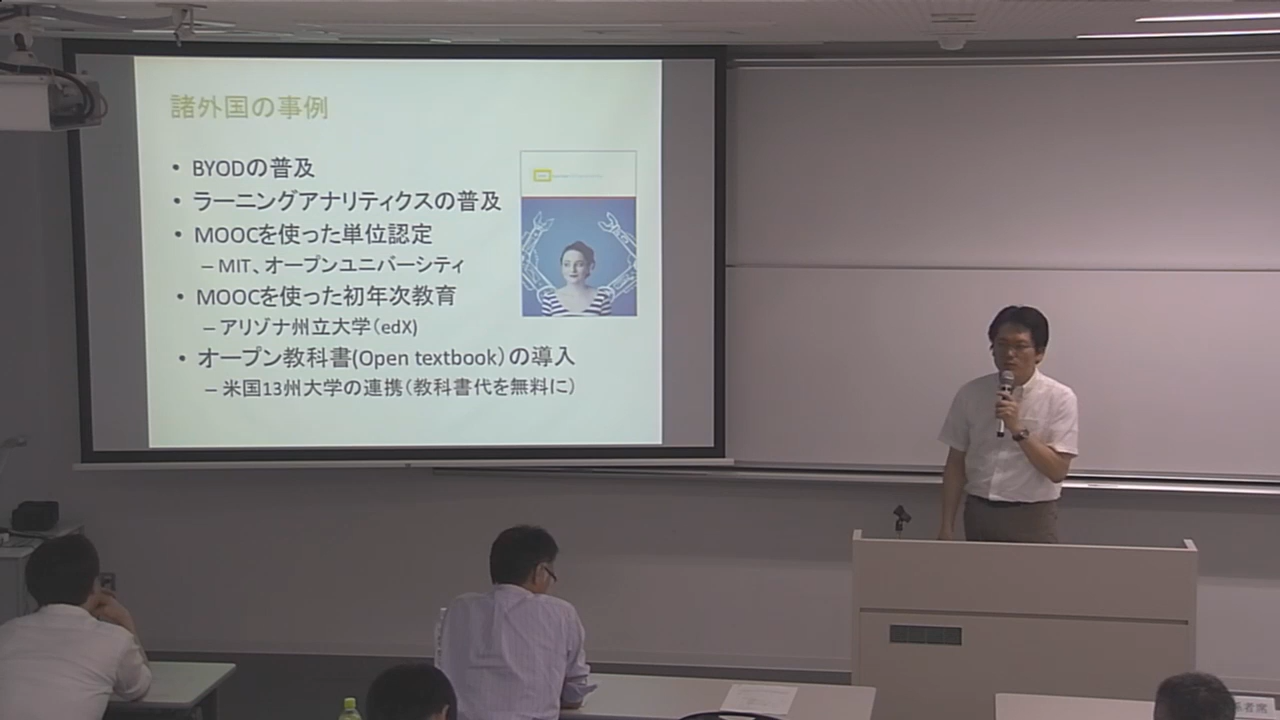 諸外国の事例
• BYODの普及
• ラーニングアナリティクスの普及
• MOOCを使った単位認定
– MIT、オープンユニバーシティ
• MOOCを使った初年次教育
– アリゾナ州立大学（edX)
• オープン教科書(Open textbook）の導入
– 米国13州大学の連携（教科書代を無料に）
者席